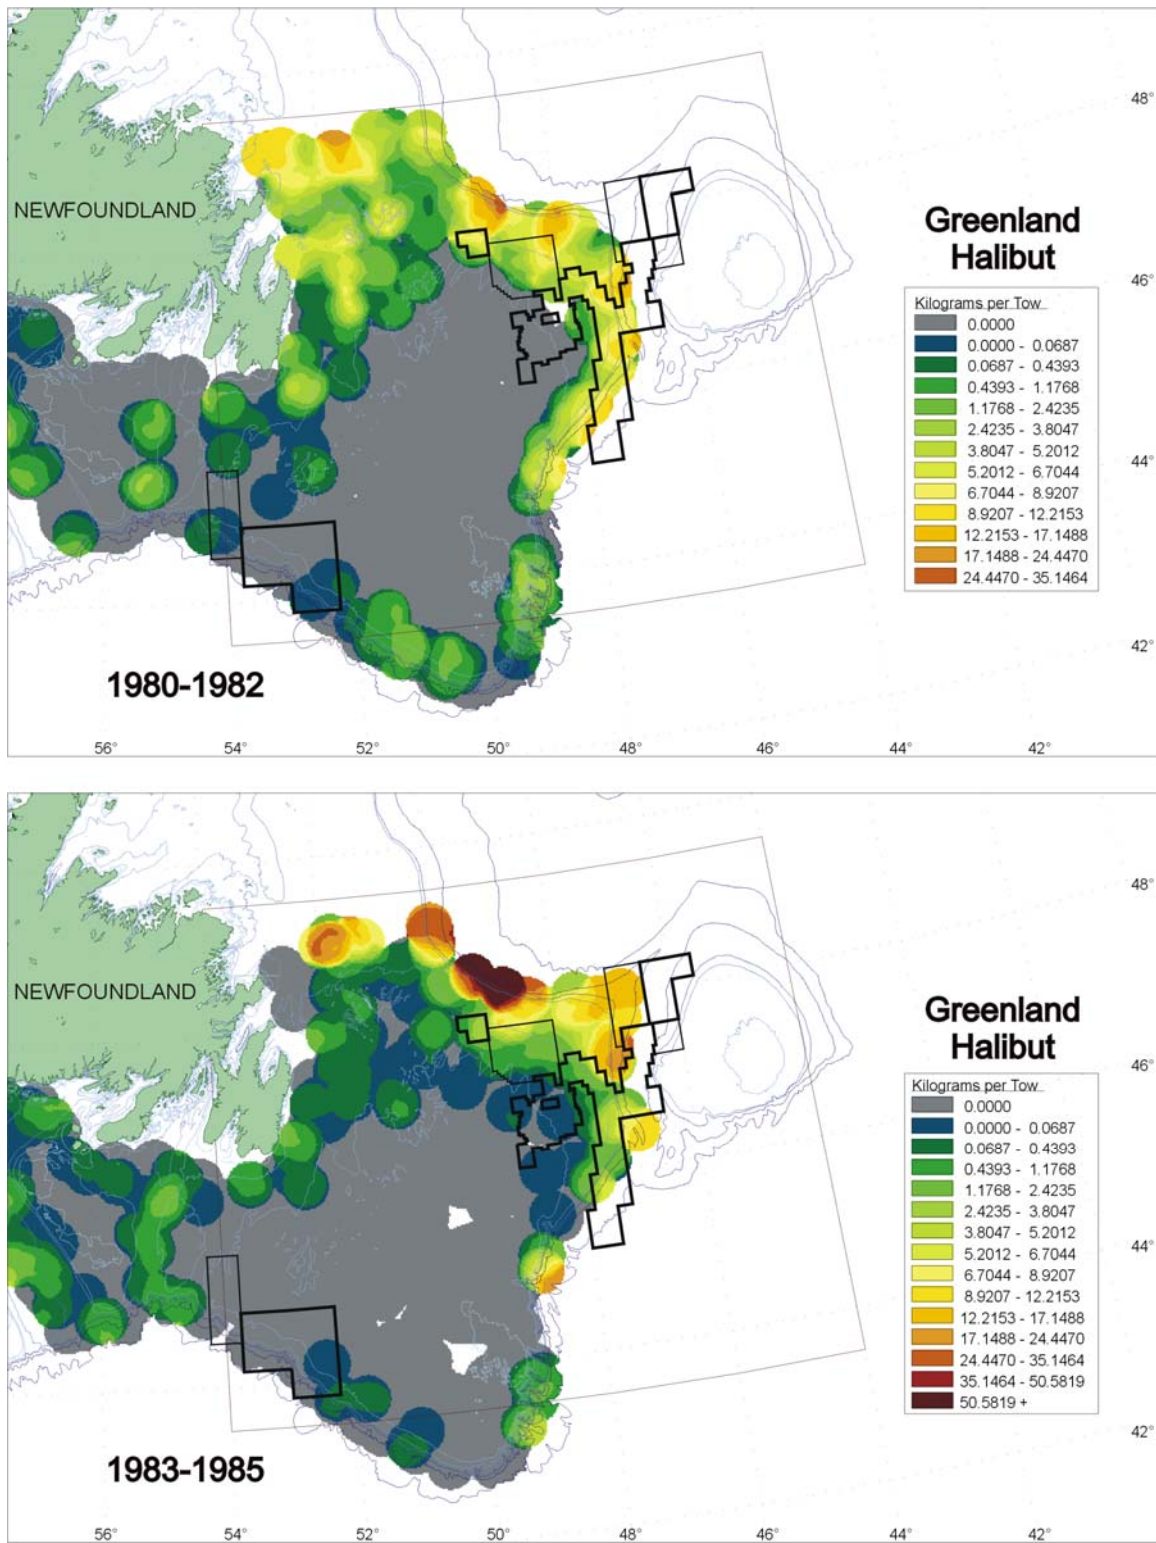 48°
NEWFOUNDLAND
Greenland
Halibut
46°
Kilograms per Tow
0.0000
0.0000 - 0.0687
0.0687 - 0.4393
0.4393 - 1.1768
1.1768 - 2.4235
2.4235 - 3.8047
3.8047 - 5.2012
5.2012 - 6.7044
6.7044 - 8.9207
8.9207 - 12.2153
12.2153 - 17.1488
17.1488 - 24.4470
24.4470 - 35.1464
44°
42°
1980-1982
56° 54° 52° 50° 48° 46° 44° 42°
48°
NEWFOUNDLAND
Greenland
Halibut
46°
Kilograms per Tow
0.0000
0.0000 - 0.0687
0.0687 - 0.4393
0.4393 - 1.1768
1.1768 - 2.4235
2.4235 - 3.8047
3.8047 - 5.2012
5.2012 - 6.7044
6.7044 - 8.9207
8.9207 - 12.2153
12.2153 - 17.1488
17.1488 - 24.4470
24.4470 - 35.1464
35.1464 - 50.5819
50.5819 +
44°
42°
1983-1985
56° 54° 52° 50° 48° 46° 44° 42°